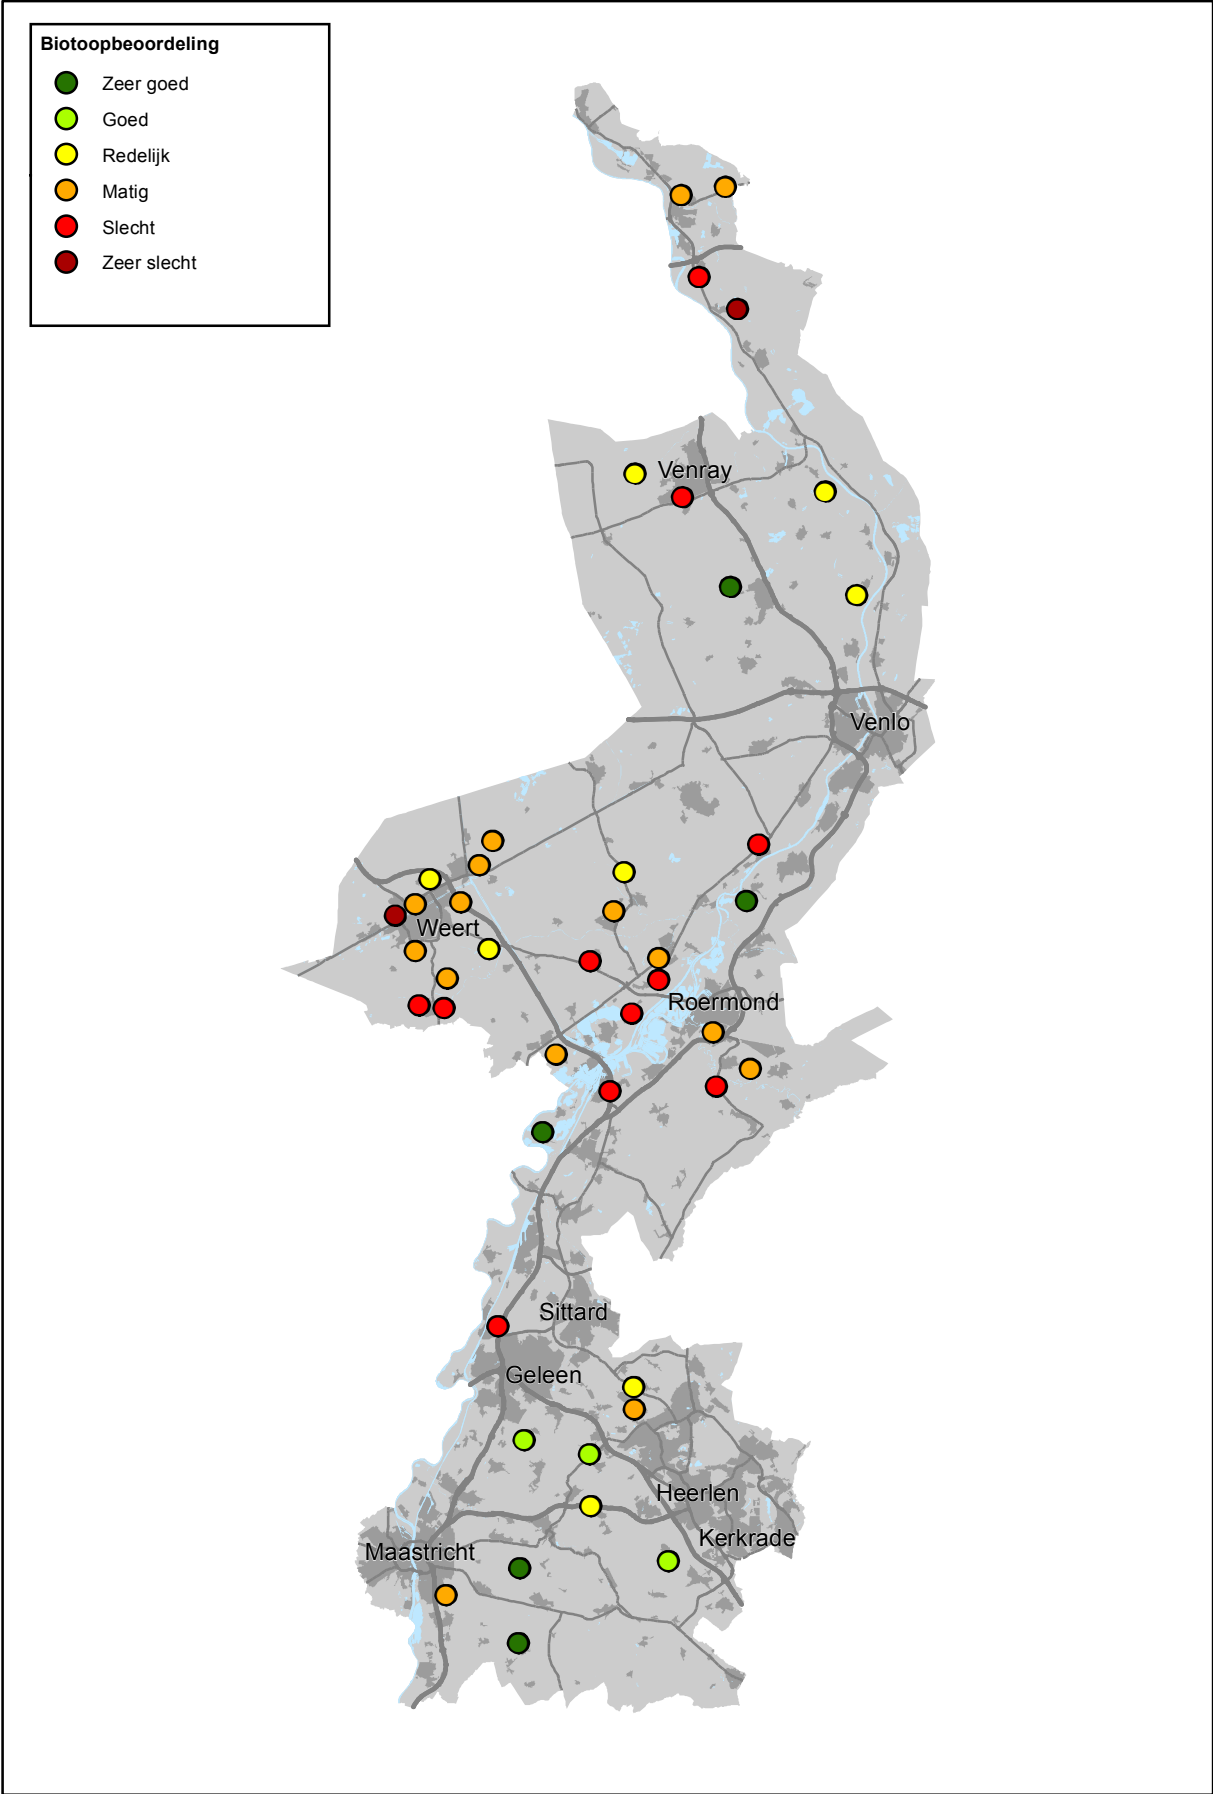 Biotoopbeoordeling
Zeer goed
Goed
Redelijk
Matig
Slecht
Zeer slecht
Venray
Venlo
Weert
Roermond
Sittard
Geleen
Heerlen
Kerkrade
Maastricht